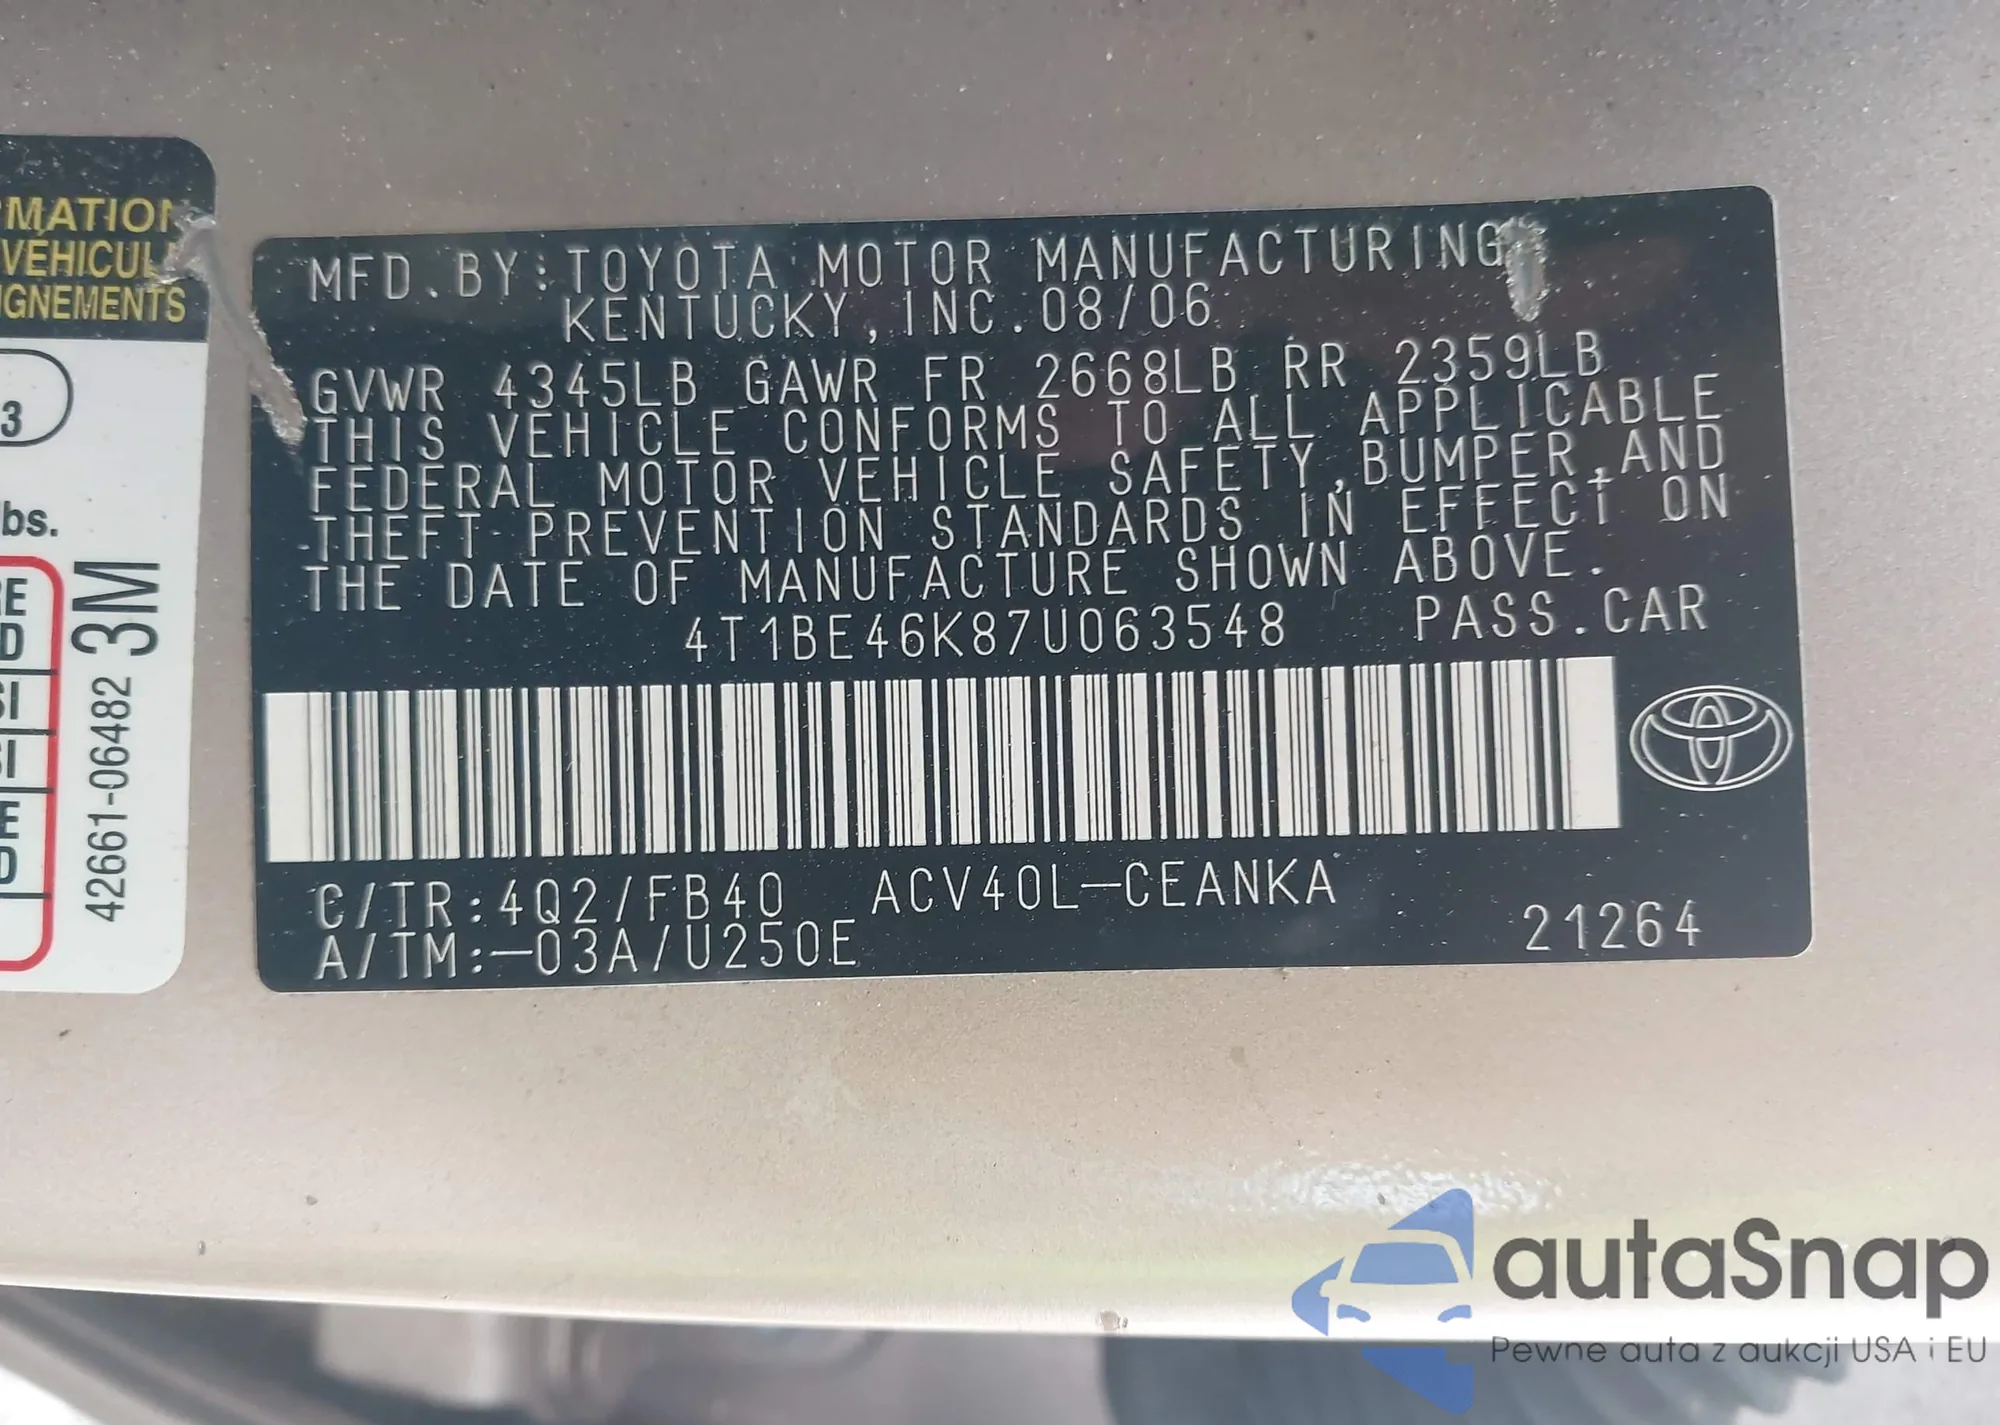 MATION
VÉHICUL
IGNEMENTS
3
lbs.
3M
42661-06482
MFD. BY: TOYOTA MOTOR MANUFACTURING
KENTUCKY, INC. 08/06
GVWR 4345LB GAWR FR 2668LB RR 2359LB
THIS VEHICLE CONFORMS TO ALL APPLICABLE
FEDERAL MOTOR VEHICLE SAFETY, BUMPER, AND
THEFT PREVENTION STANDARDS IN EFFECT ON
THE DATE OF MANUFACTURE SHOWN ABOVE.
4T1BE46K87U063548 PASS. CAR
C/TR: 4Q2/FB40 ACV40L-CEANKA
A/TM:-03A/U250E 21264
autaSnap
Pewne auta z aukcji USA i EU